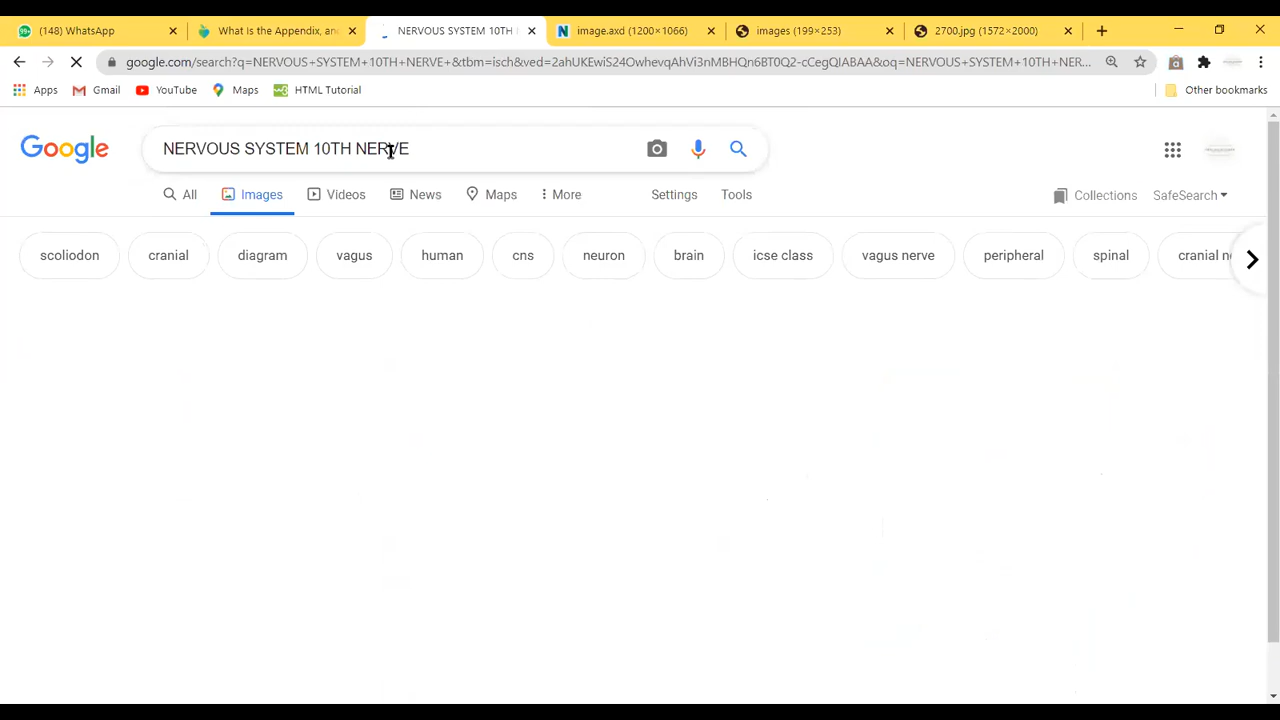 99+ (148) WhatsApp What Is the Appendix, an NERVOUS SYSTEM 10TH image.axd (1200×1066) images (199×253) 2700.jpg (1572×2000)
google.com/search?q=NERVOUS+SYSTEM+10TH+NERVE+&tbm=isch&ved=2ahUKEwiS24OwhevqAhVi3nMBHQn6BT0Q2-cCegQIABAA&oq=NERVOUS+SYSTEM+10TH+NER...
Apps Gmail YouTube Maps HTML Tutorial Other bookmarks
Google NERVOUS SYSTEM 10TH NERVE
All Images Videos News Maps More Settings Tools Collections SafeSearch
scoliodon cranial diagram vagus human cns neuron brain icse class vagus nerve peripheral spinal cranial